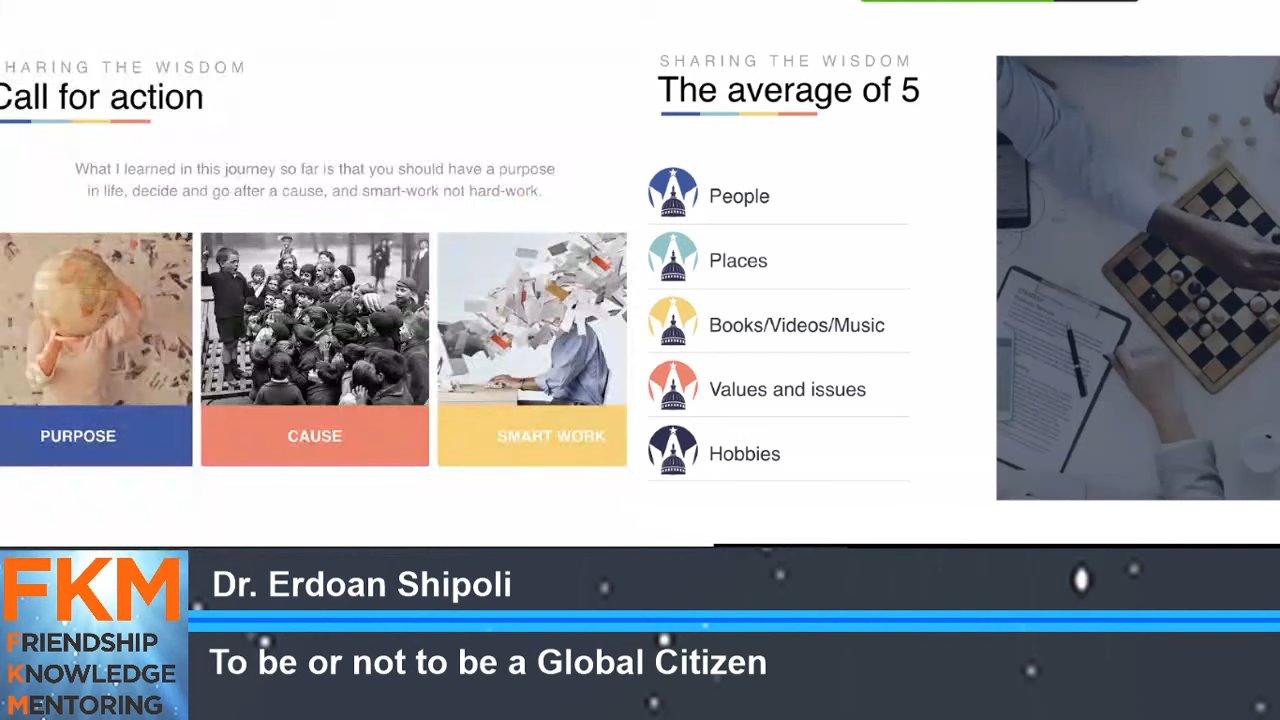 HARING THE WISDOM
Call for action
What I learned in this journey so far is that you should have a purpose
in life, decide and go after a cause, and smart-work not hard-work.
PURPOSE
CAUSE
SMART WORK
SHARING THE WISDOM
The average of 5
People
Places
Books/Videos/Music
Values and issues
Hobbies
FKM
FRIENDSHIP
KNOWLEDGE
MENTORING
Dr. Erdoan Shipoli
To be or not to be a Global Citizen